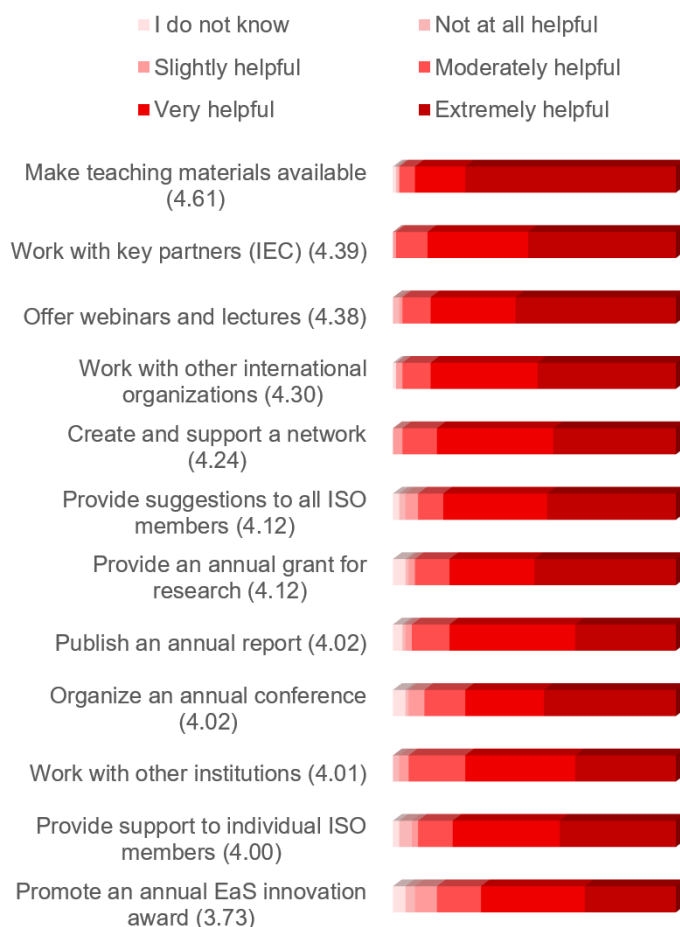 I do not know
Not at all helpful
Slightly helpful
Moderately helpful
Very helpful
Extremely helpful
Make teaching materials available
(4.61)
Work with key partners (IEC) (4.39)
Offer webinars and lectures (4.38)
Work with other international
organizations (4.30)
Create and support a network
(4.24)
Provide suggestions to all ISO
members (4.12)
Provide an annual grant for
research (4.12)
Publish an annual report (4.02)
Organize an annual conference
(4.02)
Work with other institutions (4.01)
Provide support to individual ISO
members (4.00)
Promote an annual EaS innovation
award (3.73)